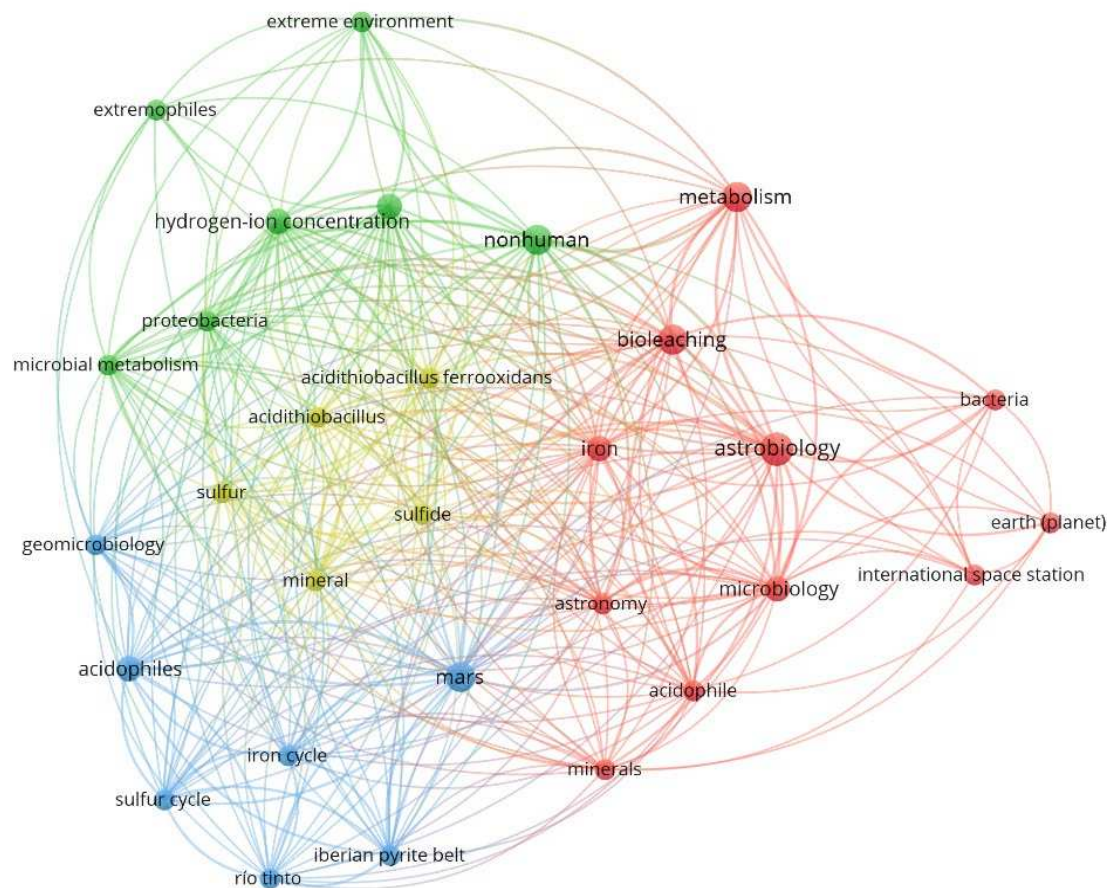 extreme environment
extremophiles
metabolism
hydrogen-ion concentration
nonhuman
proteobacteria
bioleaching
microbial metabolism
acidithiobacillus ferrooxidans
bacteria
acidithiobacillus
iron
astrobiology
sulfur
sulfide
earth (planet)
geomicrobiology
international space station
mineral
microbiology
astronomy
acidophiles
mars
acidophile
iron cycle
minerals
sulfur cycle
iberian pyrite belt
río tinto